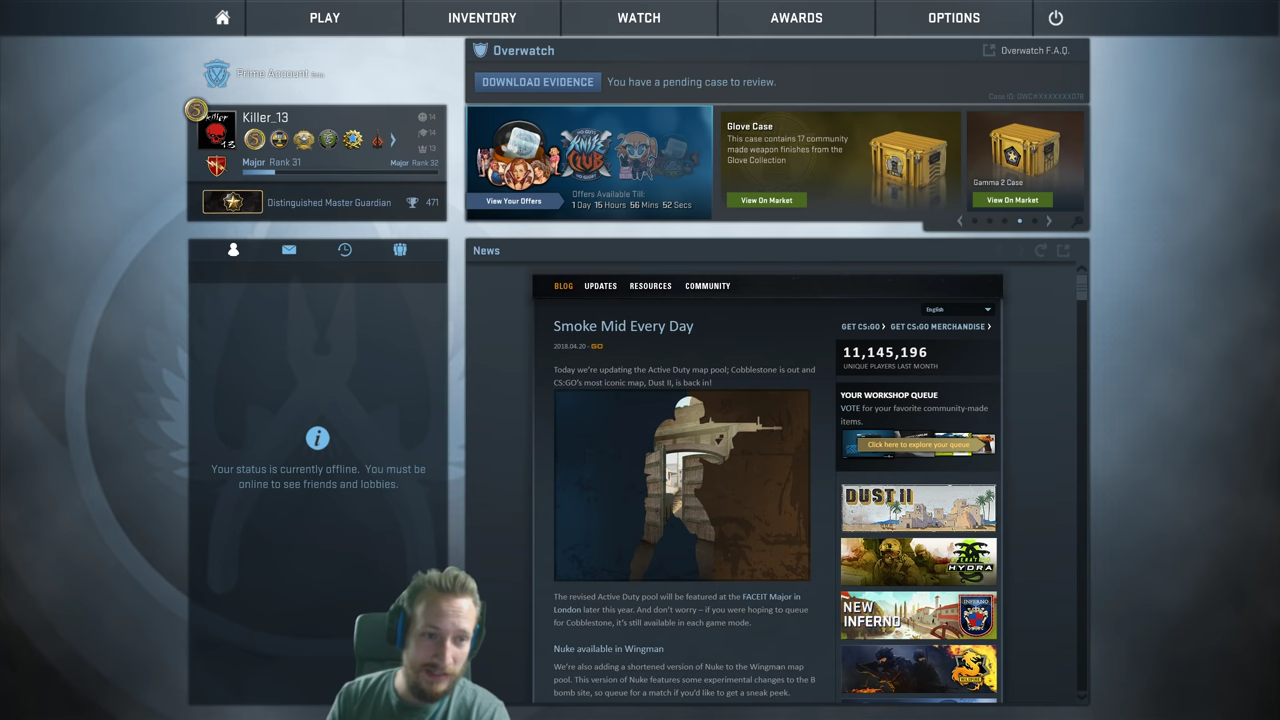 PLAY
INVENTORY
WATCH
AWARDS
OPTIONS
Prime Account Beta
Killer_13
14
14
13
Major Rank 31
Major Rank 32
Distinguished Master Guardian
471
Your status is currently offline. You must be
online to see friends and lobbies.
Overwatch
Overwatch F.A.Q.
DOWNLOAD EVIDENCE
You have a pending case to review.
KNIFE
CLUB
View Your Offers
Offers Available Till:
1 Day 15 Hours 56 Mins 52 Secs
Glove Case
This case contains 17 community
made weapon finishes from the
Glove Collection
View On Market
Gamma 2 Case
View On Market
News
BLOG
UPDATES
RESOURCES
COMMUNITY
English
Smoke Mid Every Day
2018.04.20 -
Today we're updating the Active Duty map pool; Cobblestone is out and
CS:GO's most iconic map, Dust II, is back in!
The revised Active Duty pool will be featured at the FACEIT Major in
London later this year. And don't worry – if you were hoping to queue
for Cobblestone, it's still available in each game mode.
Nuke available in Wingman
We're also adding a shortened version of Nuke to the Wingman map
pool. This version of Nuke features some experimental changes to the B
bomb site, so queue for a match if you'd like to get a sneak peek.
GET CS:GO
GET CS:GO MERCHANDISE
11,145,196
UNIQUE PLAYERS LAST MONTH
YOUR WORKSHOP QUEUE
VOTE for your favorite community-made
items.
Click here to explore your queue
DUST II
HYDRA
NEW
INFERNO
INFERNO